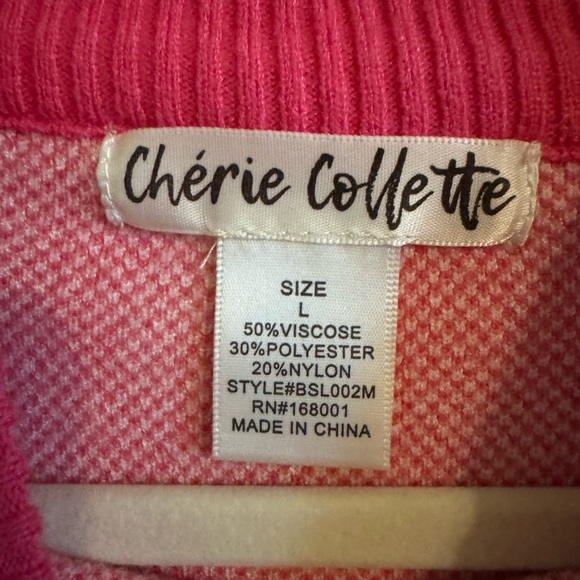 Chérie Collette
SIZE
L
50%VISCOSE
30%POLYESTER
20%NYLON
STYLE#BSL002M
RN#168001
MADE IN CHINA